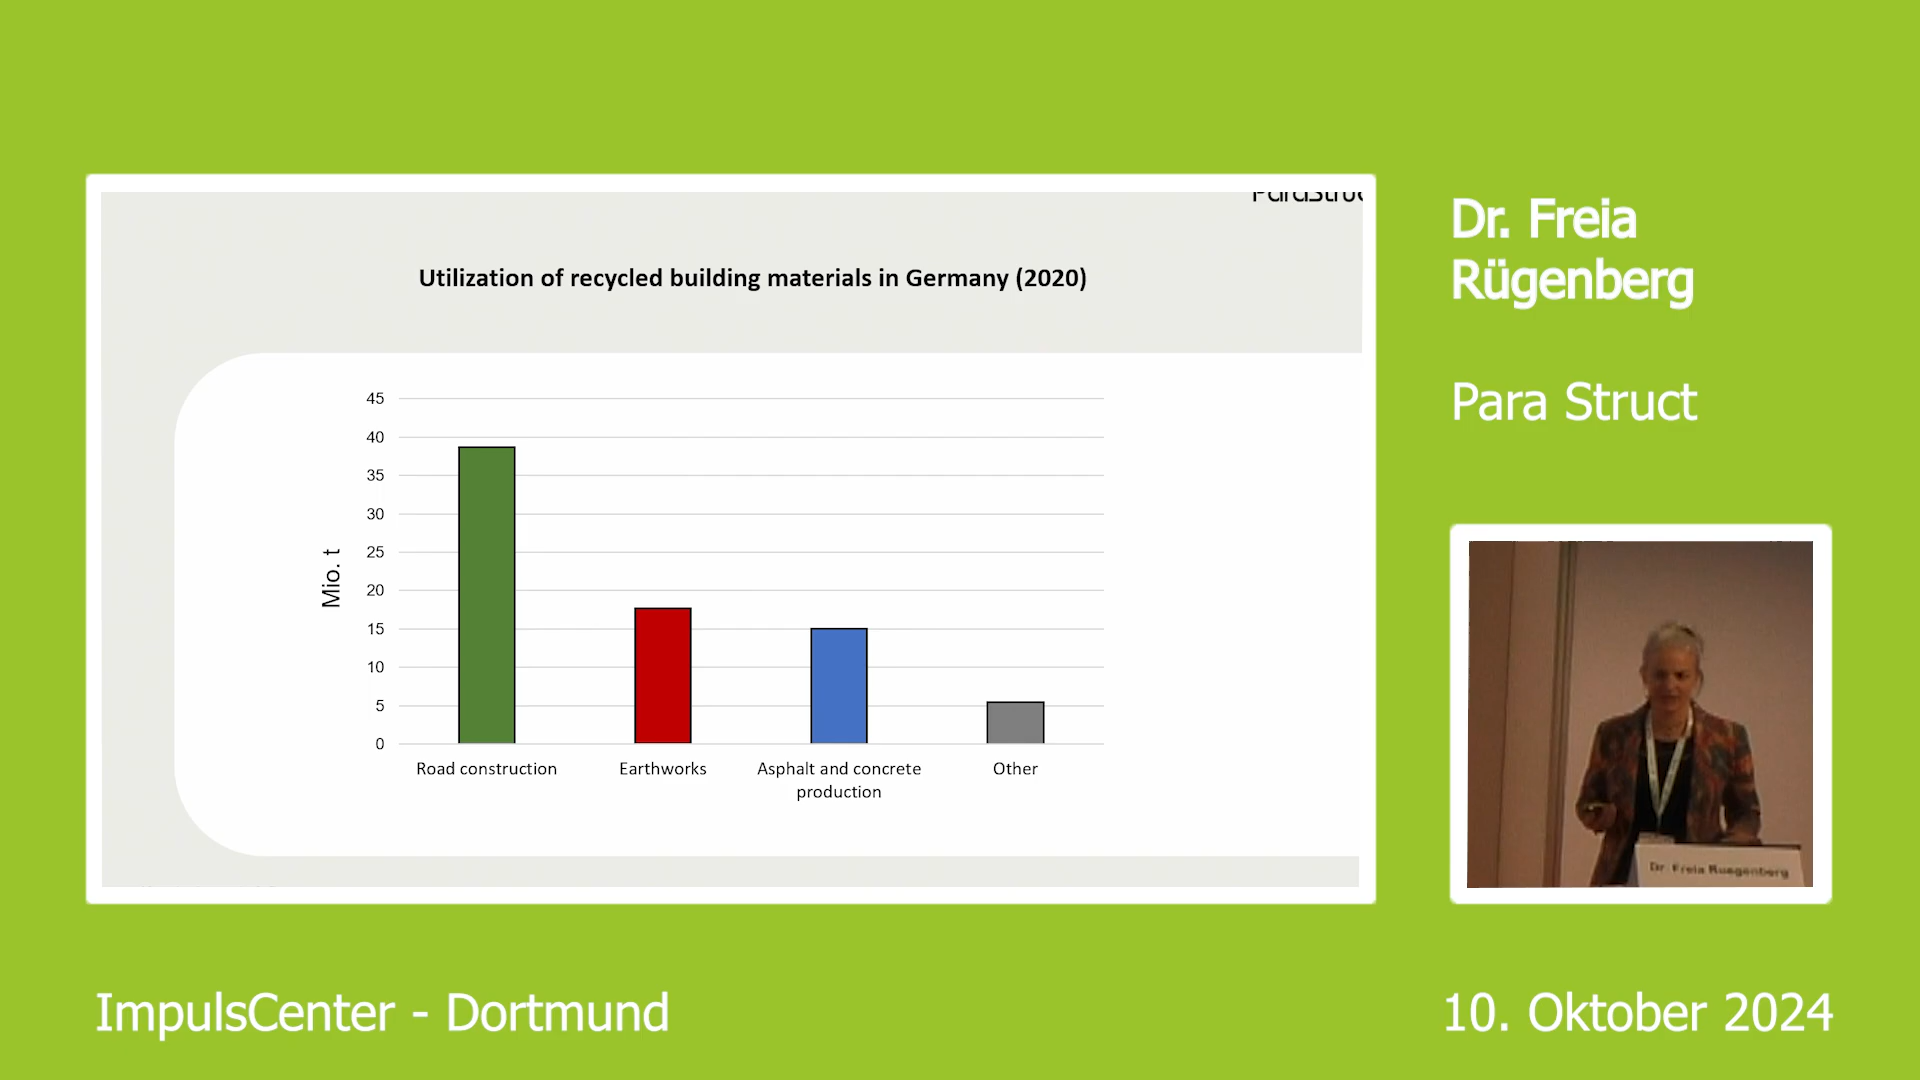 Utilization of recycled building materials in Germany (2020)
Mio. t
45
40
35
30
25
20
15
10
5
0
Road construction
Earthworks
Asphalt and concrete
production
Other
Dr. Freia
Rügenberg
Para Struct
Dr. Freia Ruegenberg
ImpulsCenter - Dortmund
10. Oktober 2024